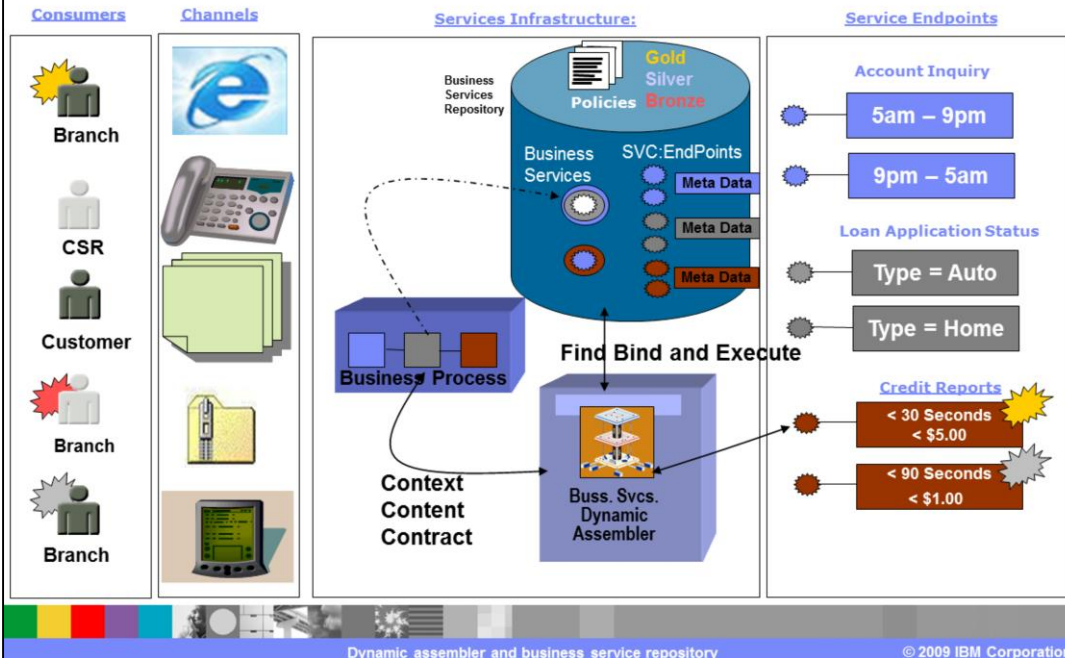 Consumers
Channels
Services Infrastructure:
Service Endpoints
Branch
CSR
Customer
Branch
Branch
Business
Services
Repository
Policies
Gold
Silver
Bronze
Business
Services
SVC:EndPoints
Meta Data
Meta Data
Meta Data
Business Process
Find Bind and Execute
Context
Content
Contract
Buss. Svcs.
Dynamic
Assembler
Account Inquiry
5am – 9pm
9pm – 5am
Loan Application Status
Type = Auto
Type = Home
Credit Reports
< 30 Seconds
< $5.00
< 90 Seconds
< $1.00
Dynamic assembler and business service repository
© 2009 IBM Corporation